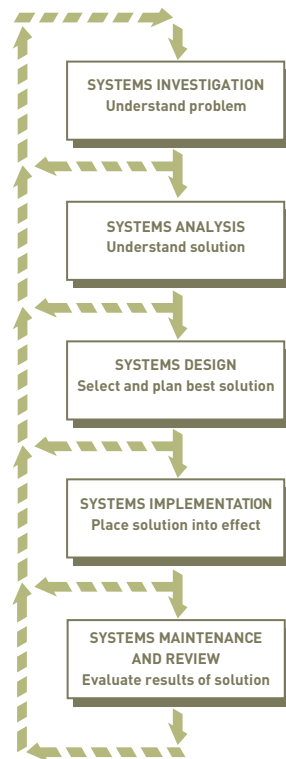 SYSTEMS INVESTIGATION
Understand problem
SYSTEMS ANALYSIS
Understand solution
SYSTEMS DESIGN
Select and plan best solution
SYSTEMS IMPLEMENTATION
Place solution into effect
SYSTEMS MAINTENANCE
AND REVIEW
Evaluate results of solution